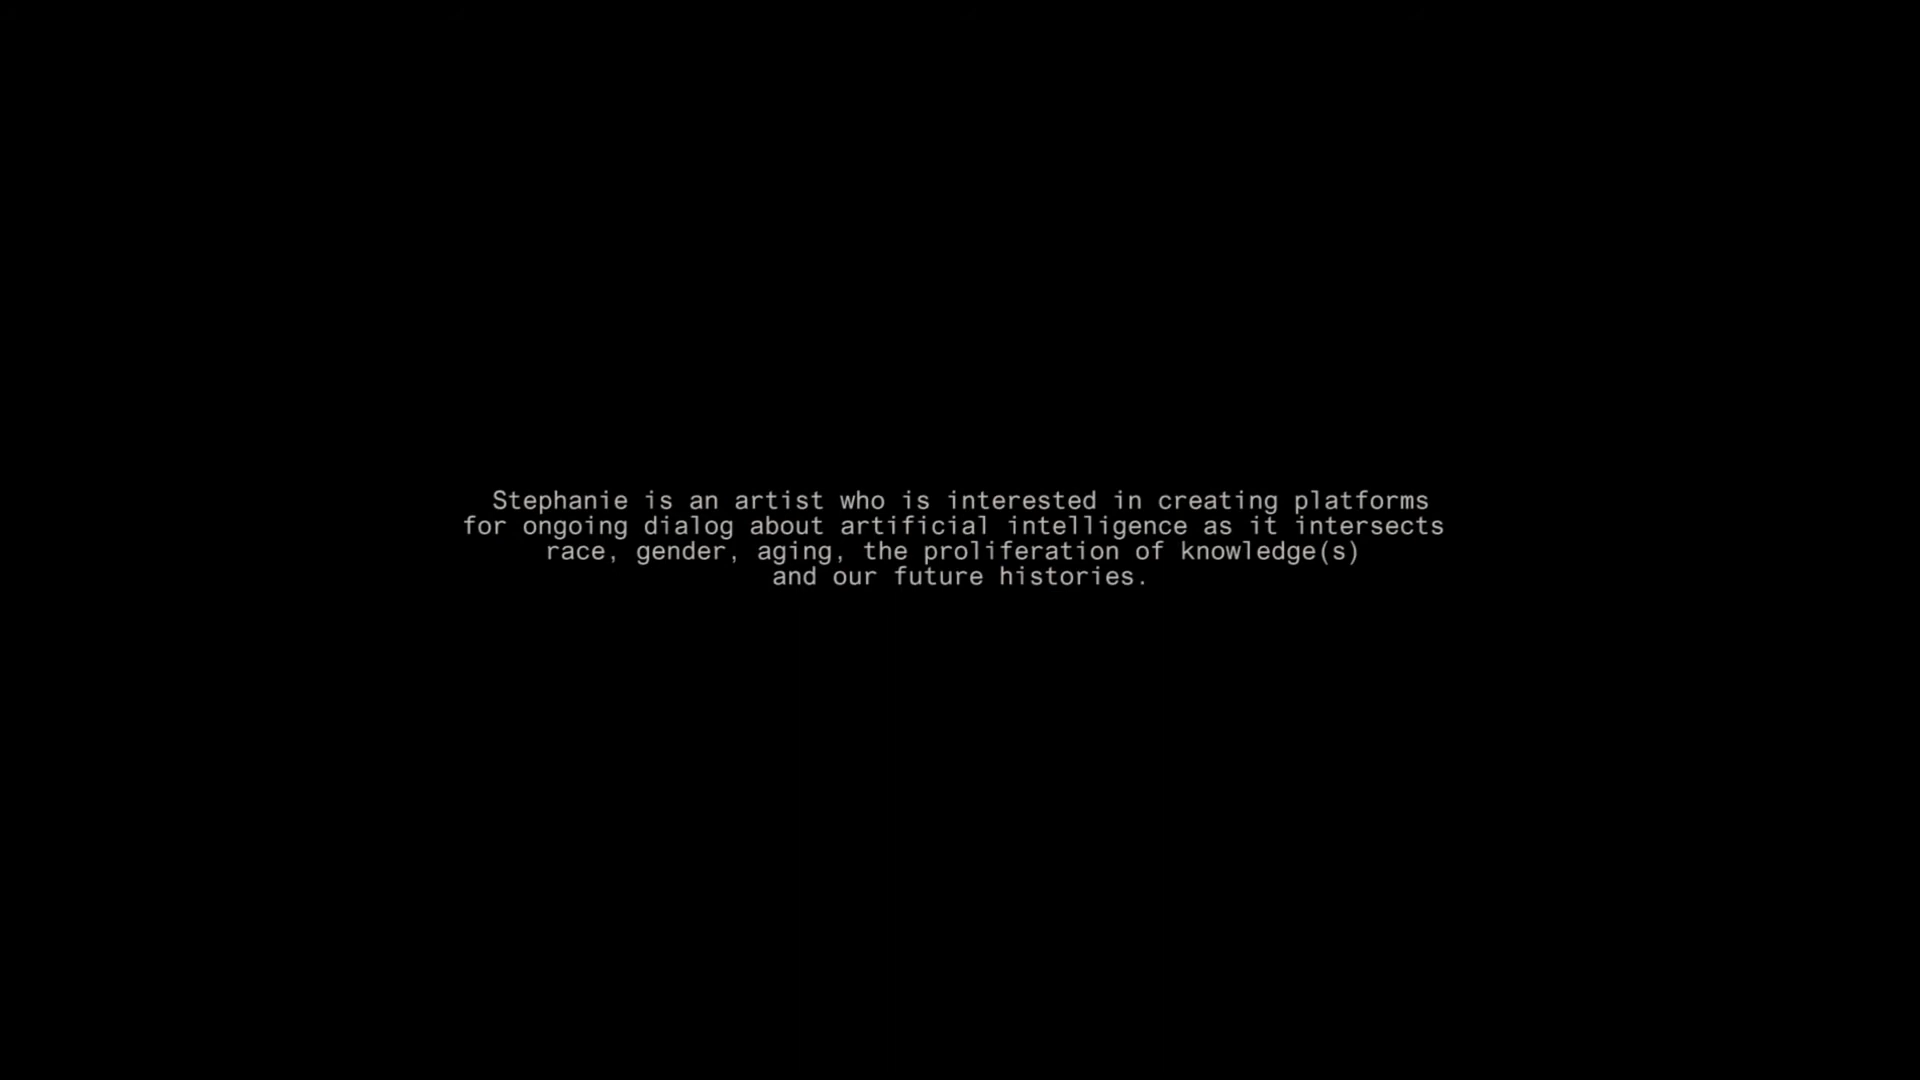 Stephanie is an artist who is interested in creating platforms
for ongoing dialog about artificial intelligence as it intersects
race, gender, aging, the proliferation of knowledge(s)
and our future histories.